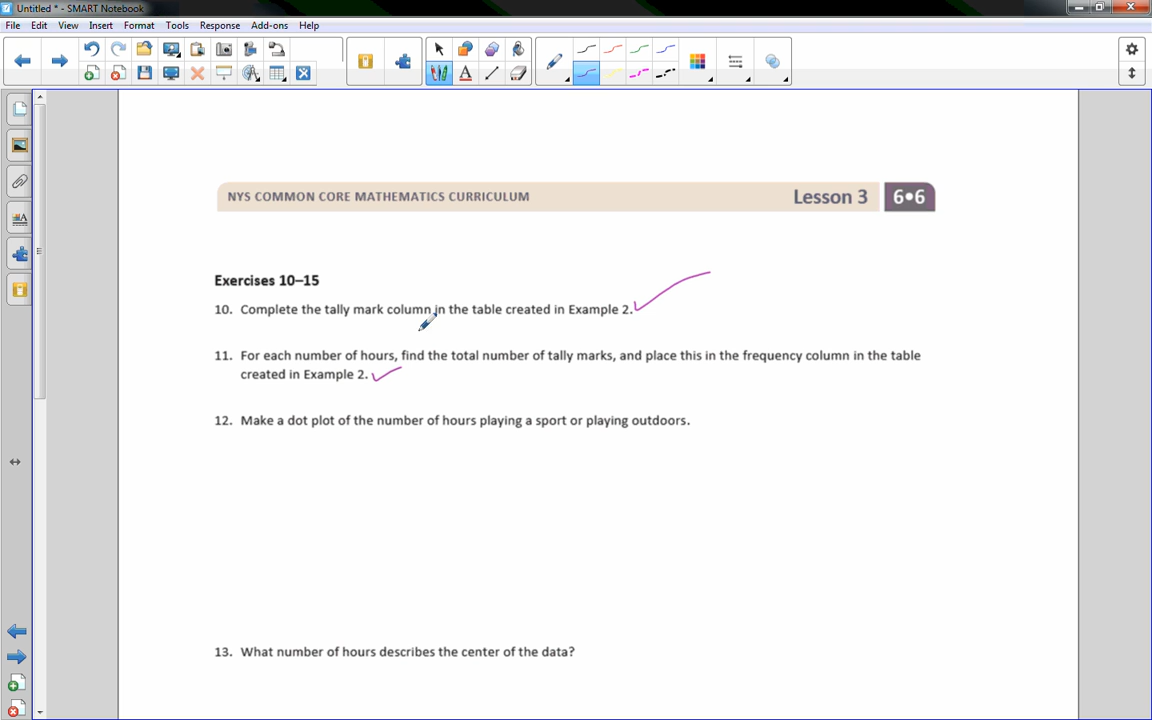 Untitled * - SMART Notebook
File Edit View Insert Format Tools Response Add-ons Help
NYS COMMON CORE MATHEMATICS CURRICULUM Lesson 3 6•6
Exercises 10–15
10. Complete the tally mark column in the table created in Example 2.
11. For each number of hours, find the total number of tally marks, and place this in the frequency column in the table
created in Example 2.
12. Make a dot plot of the number of hours playing a sport or playing outdoors.
13. What number of hours describes the center of the data?